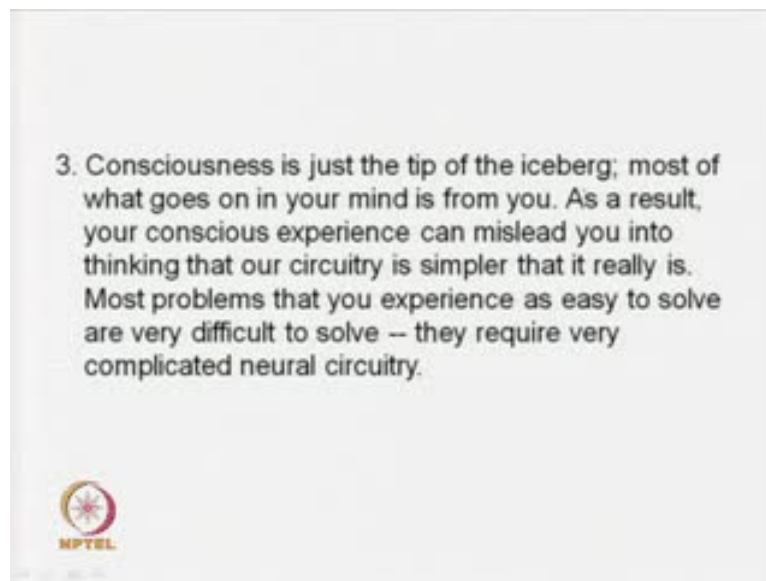 3. Consciousness is just the tip of the iceberg; most of
what goes on in your mind is from you. As a result,
your conscious experience can mislead you into
thinking that our circuitry is simpler that it really is.
Most problems that you experience as easy to solve
are very difficult to solve -- they require very
complicated neural circuitry.
NPTEL